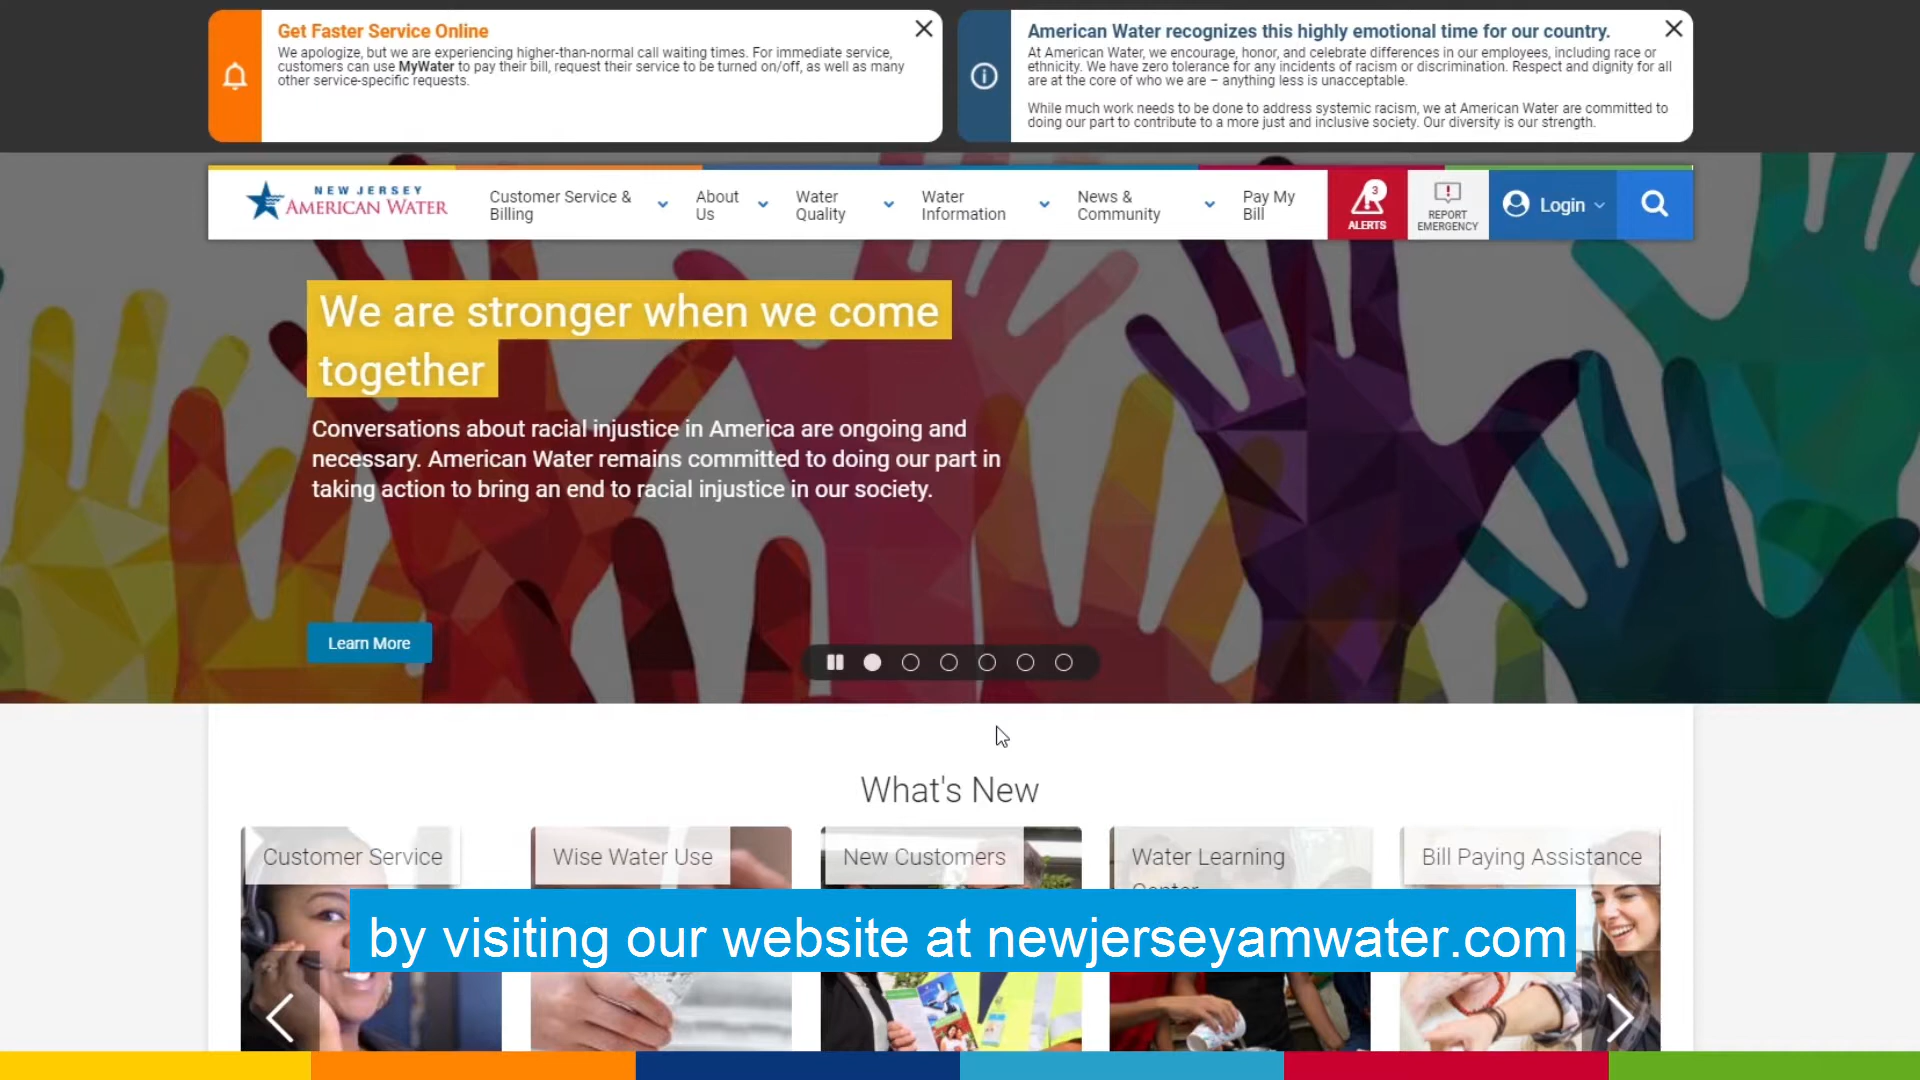 Get Faster Service Online
We apologize, but we are experiencing higher-than-normal call waiting times. For immediate service,
customers can use MyWater to pay their bill, request their service to be turned on/off, as well as many
other service-specific requests.
American Water recognizes this highly emotional time for our country.
At American Water, we encourage, honor, and celebrate differences in our employees, including race or
ethnicity. We have zero tolerance for any incidents of racism or discrimination. Respect and dignity for all
are at the core of who we are – anything less is unacceptable.
While much work needs to be done to address systemic racism, we at American Water are committed to
doing our part to contribute to a more just and inclusive society. Our diversity is our strength.
NEW JERSEY
AMERICAN WATER
Customer Service &
Billing
About
Us
Water
Quality
Water
Information
News &
Community
Pay My
Bill
3
ALERTS
REPORT
EMERGENCY
Login
We are stronger when we come
together
Conversations about racial injustice in America are ongoing and
necessary. American Water remains committed to doing our part in
taking action to bring an end to racial injustice in our society.
Learn More
What's New
Customer Service
Wise Water Use
New Customers
Water Learning
Center
Bill Paying Assistance
by visiting our website at newjerseyamwater.com